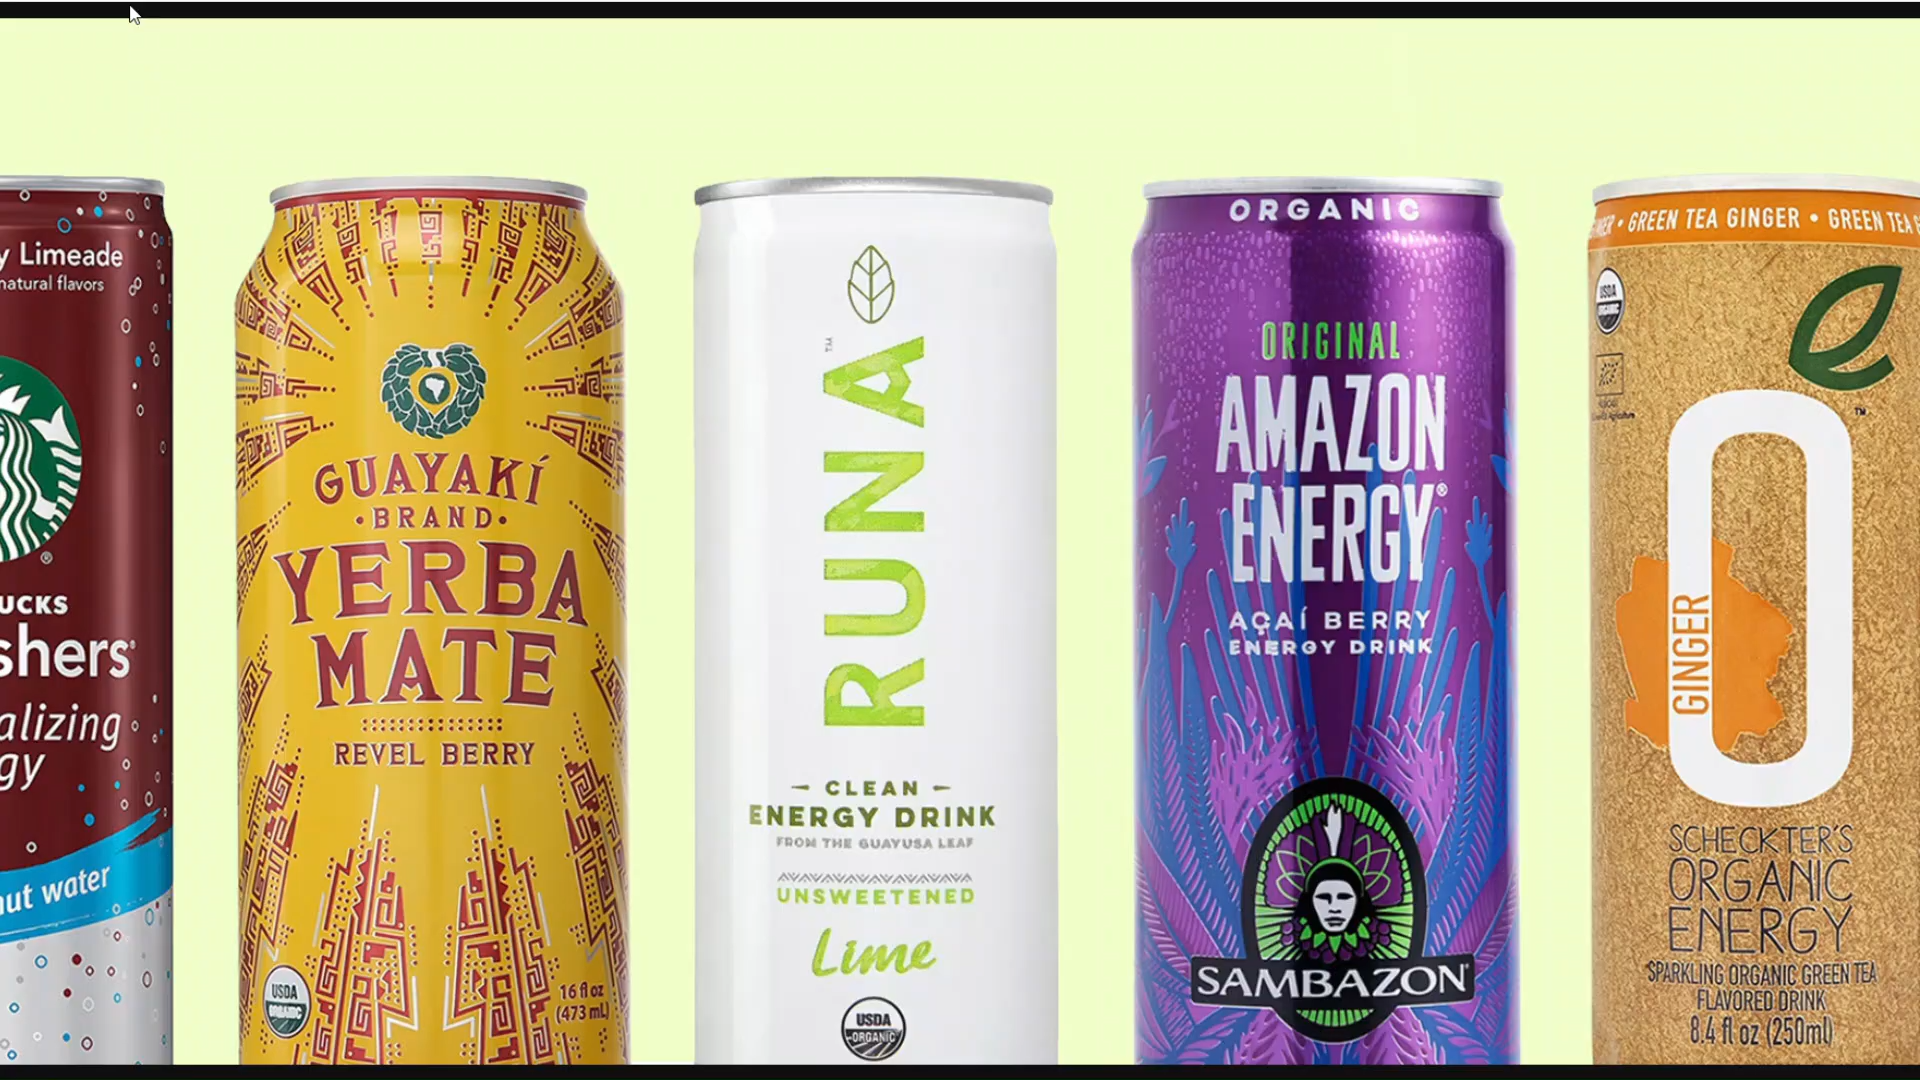 y Limeade
natural flavors
UCKS
shers®
alizing
gy
nut water
GUAYAKÍ
• BRAND •
YERBA
MATE
REVEL BERRY
USDA
ORGANIC
16 fl oz
(473 mL)
RUNA™
CLEAN
ENERGY DRINK
FROM THE GUAYUSA LEAF
UNSWEETENED
Lime
USDA
ORGANIC
ORGANIC
ORIGINAL
AMAZON
ENERGY®
AÇAÍ BERRY
ENERGY DRINK
SAMBAZON®
• GREEN TEA GINGER • GREEN TEA G
USDA
ORGANIC
™
GINGER
SCHECKTER'S
ORGANIC
ENERGY
SPARKLING ORGANIC GREEN TEA
FLAVORED DRINK
8.4 fl oz (250ml)